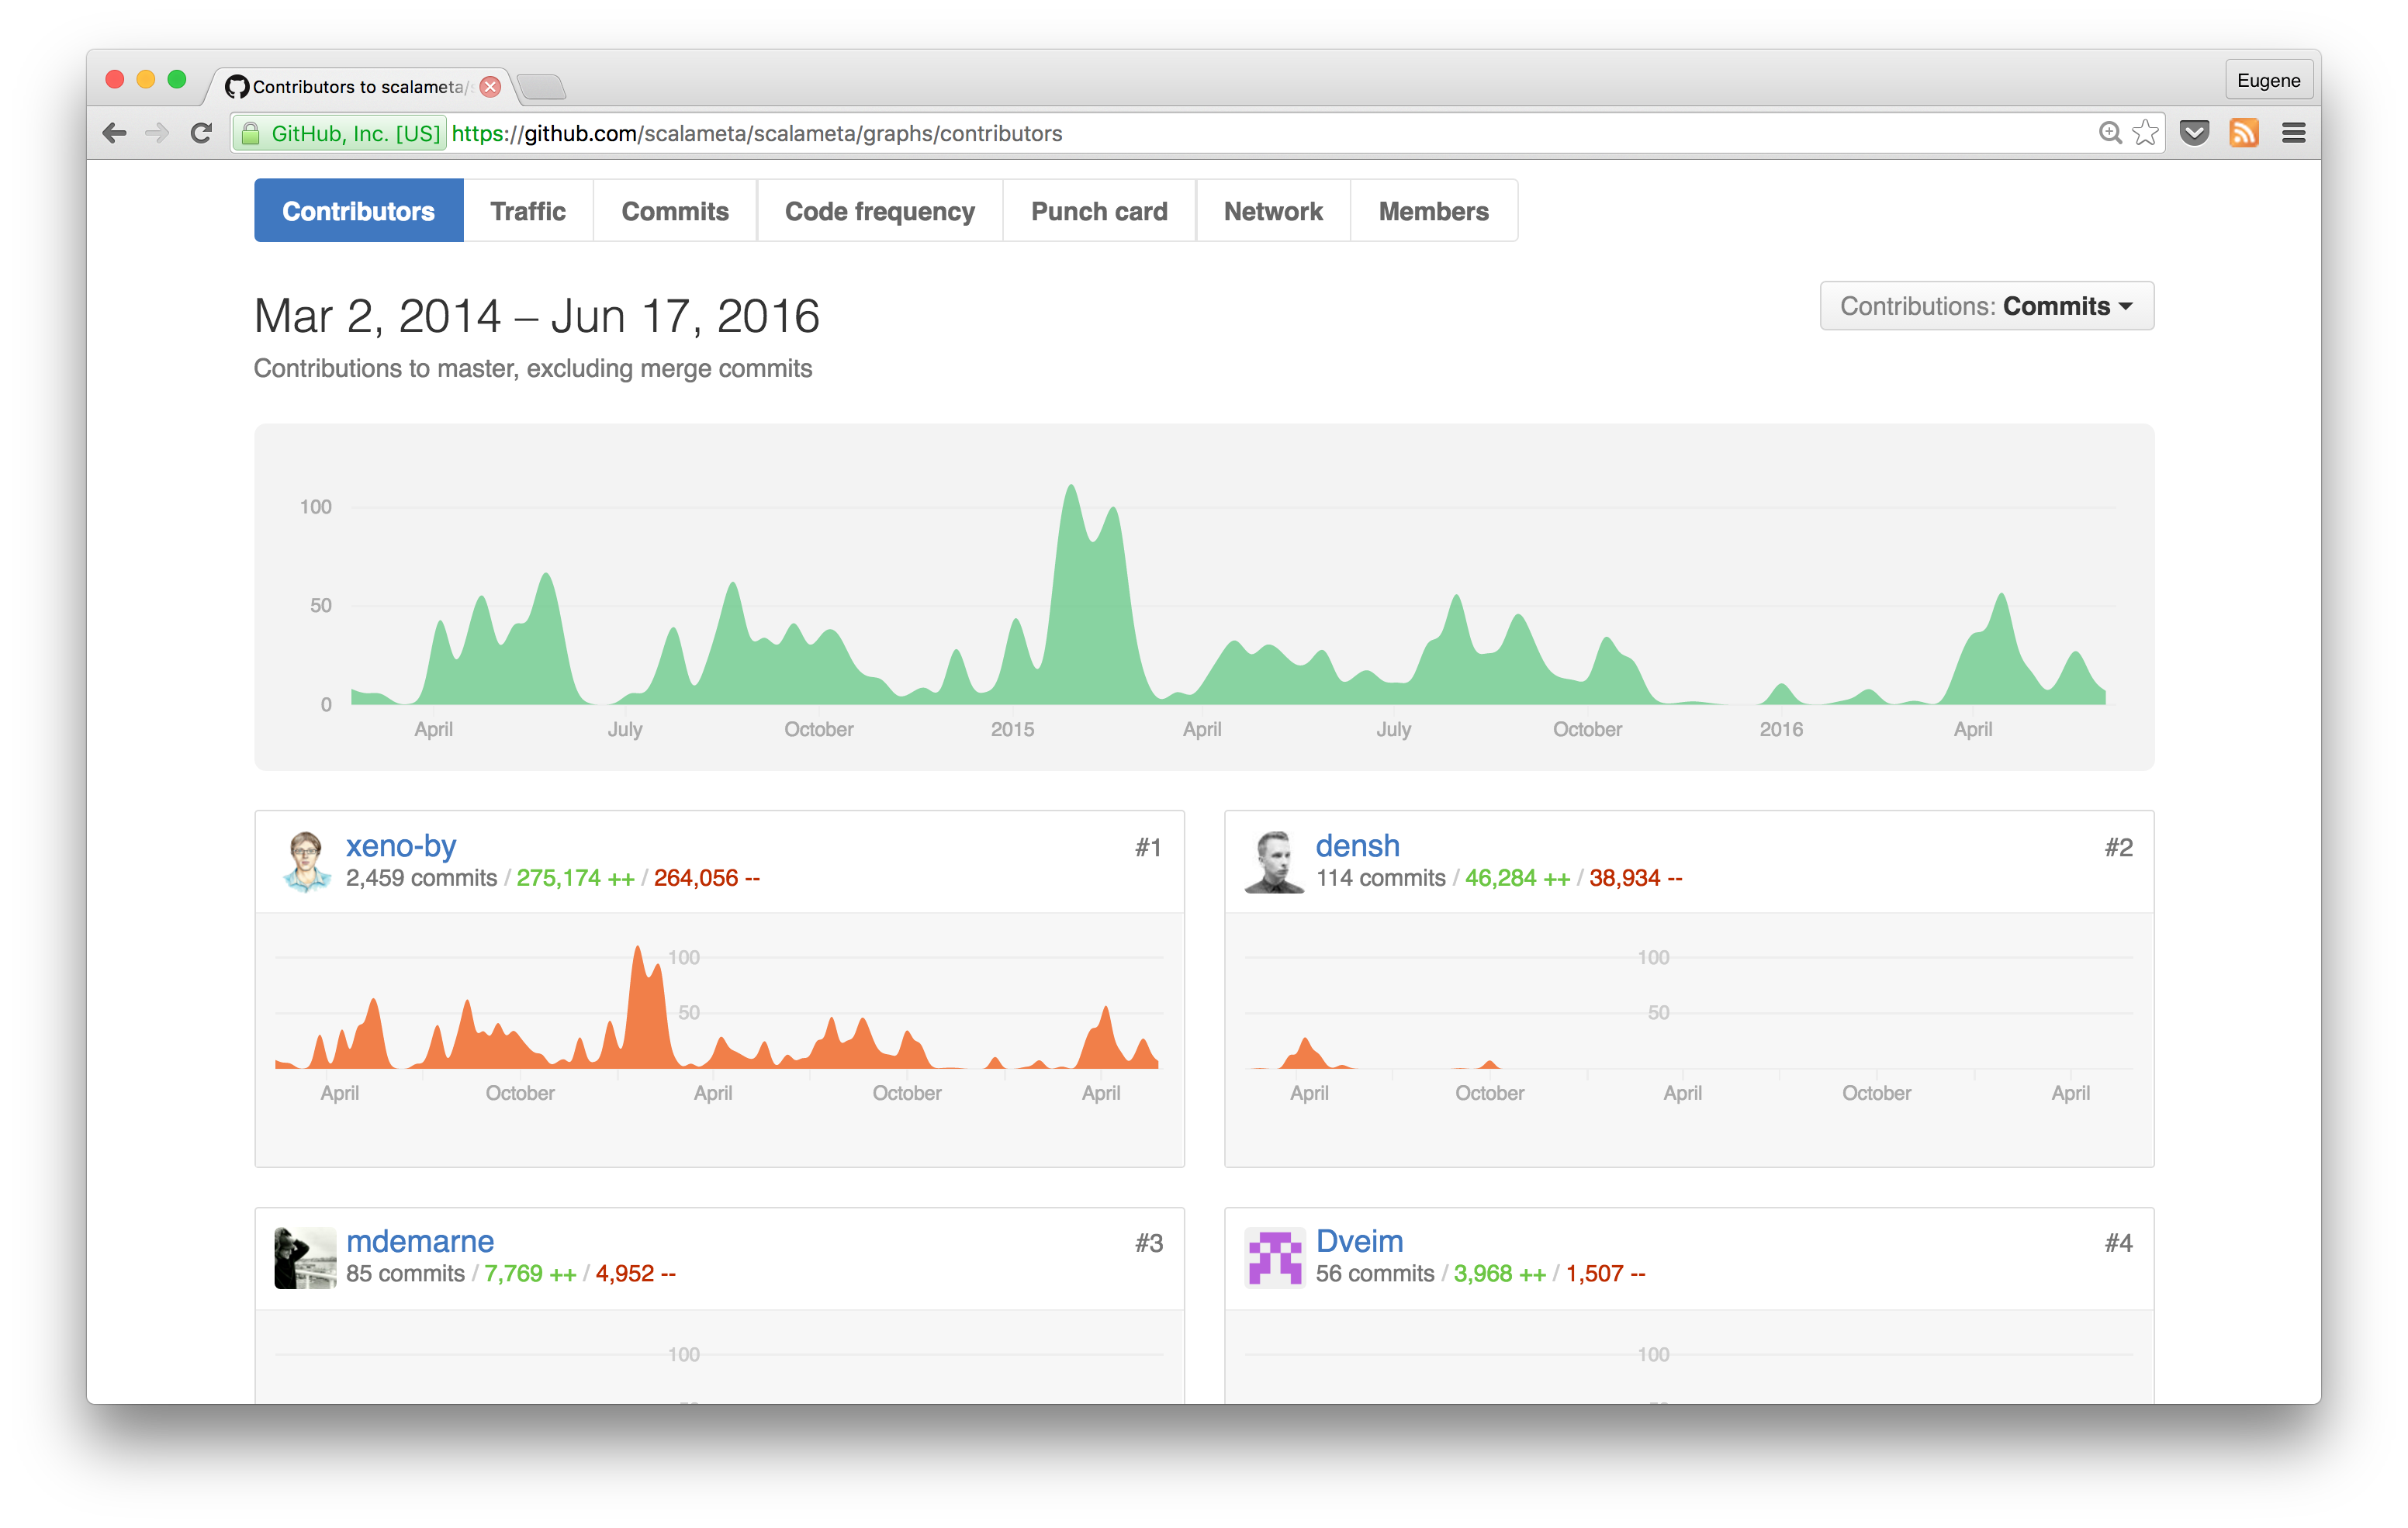 Contributors to scalameta/
Eugene
GitHub, Inc. [US] https://github.com/scalameta/scalameta/graphs/contributors
Contributors Traffic Commits Code frequency Punch card Network Members
Mar 2, 2014 – Jun 17, 2016
Contributions: Commits
Contributions to master, excluding merge commits
100
50
0
April July October 2015 April July October 2016 April
xeno-by #1
2,459 commits / 275,174 ++ / 264,056 --
100
50
April October April October April
densh #2
114 commits / 46,284 ++ / 38,934 --
100
50
April October April October April
mdemarne #3
85 commits / 7,769 ++ / 4,952 --
100
Dveim #4
56 commits / 3,968 ++ / 1,507 --
100